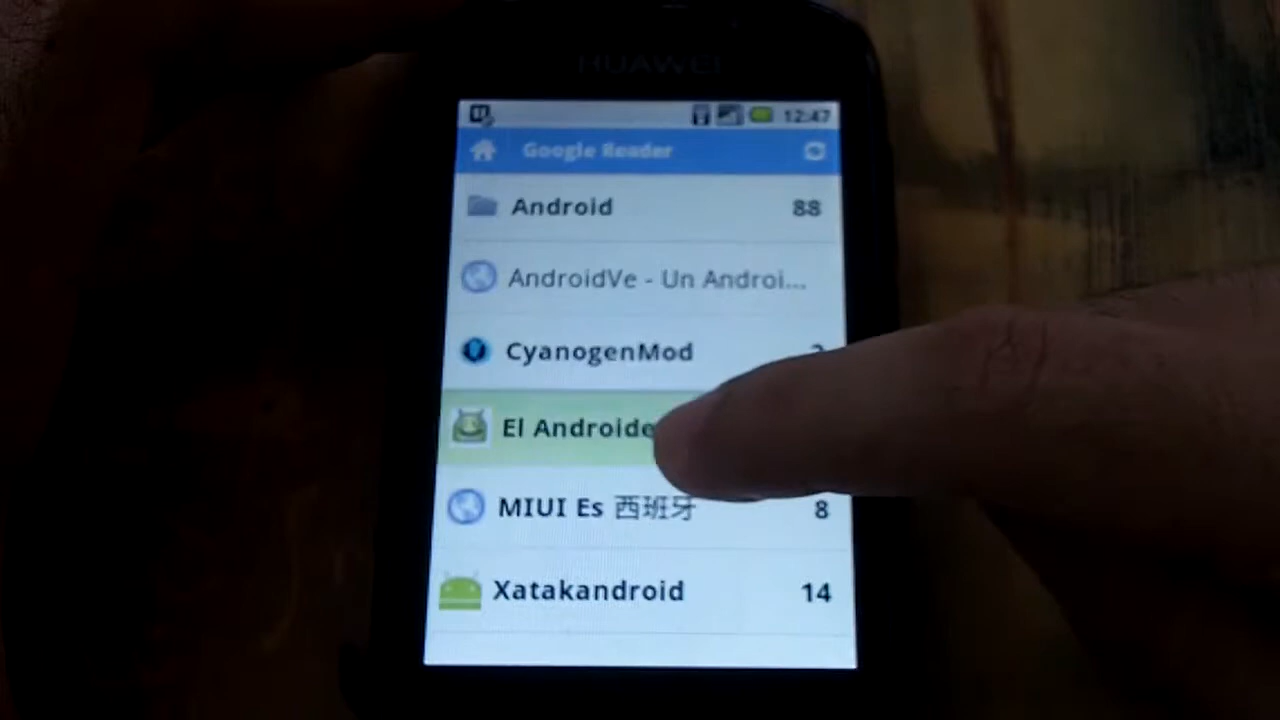 HUAWEI
12:47
Google Reader
Android 88
AndroidVe - Un Androi...
CyanogenMod
El Androide
MIUI Es 西班牙 8
Xatakandroid 14